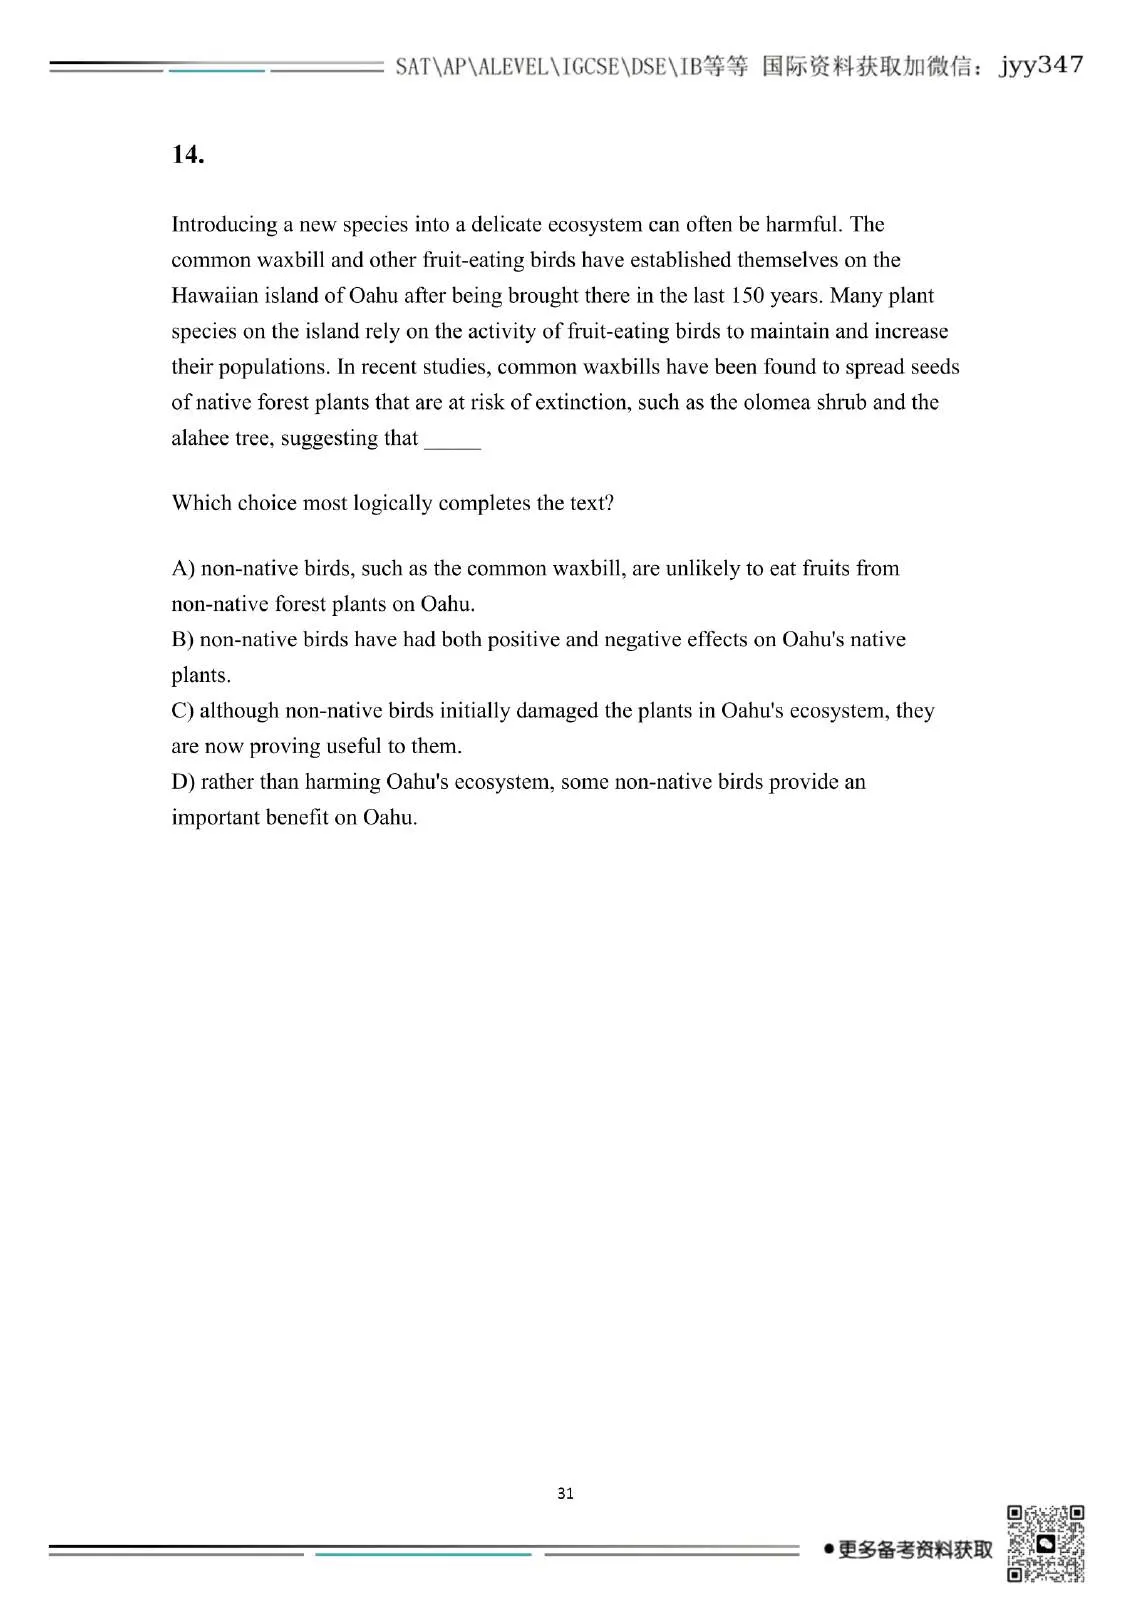 SAT\AP\ALEVEL\IGCSE\DSE\IB等等 国际资料获取加微信: jyy347
14.
Introducing a new species into a delicate ecosystem can often be harmful. The
common waxbill and other fruit-eating birds have established themselves on the
Hawaiian island of Oahu after being brought there in the last 150 years. Many plant
species on the island rely on the activity of fruit-eating birds to maintain and increase
their populations. In recent studies, common waxbills have been found to spread seeds
of native forest plants that are at risk of extinction, such as the olomea shrub and the
alahee tree, suggesting that _____
Which choice most logically completes the text?
A) non-native birds, such as the common waxbill, are unlikely to eat fruits from
non-native forest plants on Oahu.
B) non-native birds have had both positive and negative effects on Oahu's native
plants.
C) although non-native birds initially damaged the plants in Oahu's ecosystem, they
are now proving useful to them.
D) rather than harming Oahu's ecosystem, some non-native birds provide an
important benefit on Oahu.
31
●更多备考资料获取